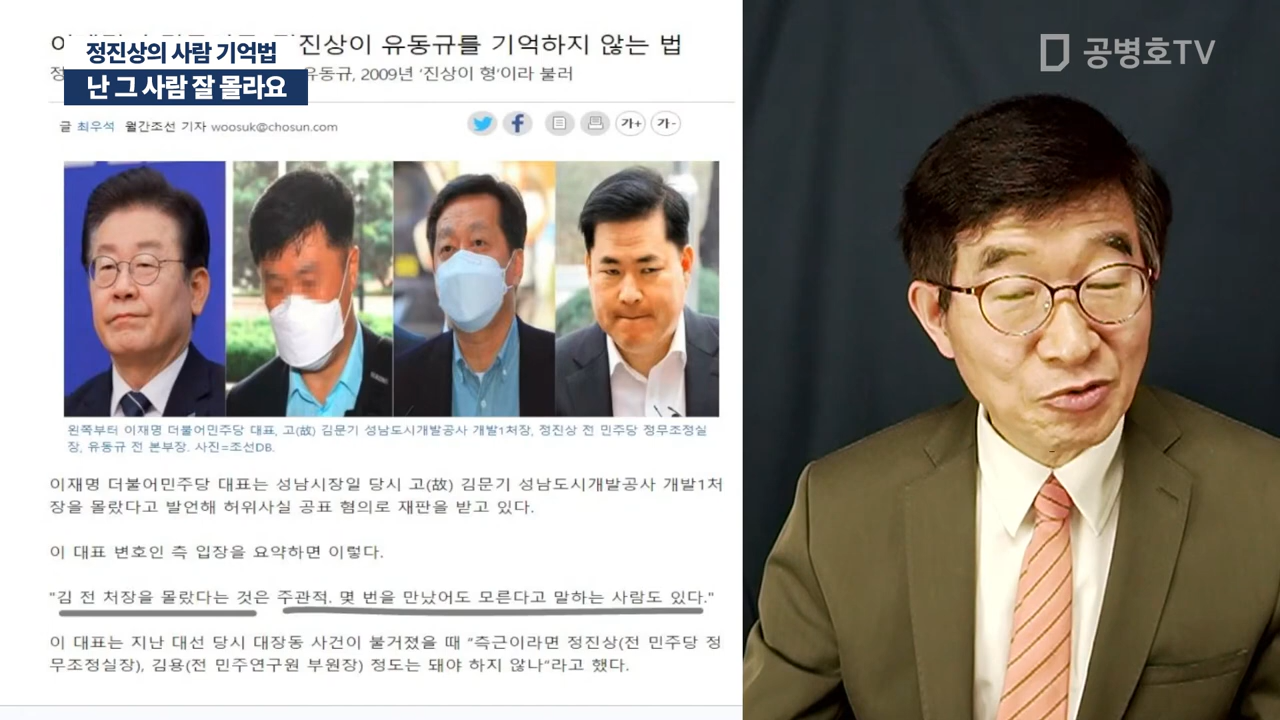 정진상의 사람 기억법
난 그 사람 잘 몰라요
진상이 유동규를 기억하지 않는 법
유동규, 2009년 '진상이 형'이라 불러
공병호TV
글 최우석 월간조선 기자 woosuk@chosun.com
가+ 가-
왼쪽부터 이재명 더불어민주당 대표, 고(故) 김문기 성남도시개발공사 개발1처장, 정진상 전 민주당 정무조정실
장, 유동규 전 본부장. 사진=조선DB.
이재명 더불어민주당 대표는 성남시장일 당시 고(故) 김문기 성남도시개발공사 개발1처
장을 몰랐다고 발언해 허위사실 공표 혐의로 재판을 받고 있다.
이 대표 변호인 측 입장을 요약하면 이렇다.
"김 전 처장을 몰랐다는 것은 주관적. 몇 번을 만났어도 모른다고 말하는 사람도 있다."
이 대표는 지난 대선 당시 대장동 사건이 불거졌을 때 "측근이라면 정진상(전 민주당 정
무조정실장), 김용(전 민주연구원 부원장) 정도는 돼야 하지 않나"라고 했다.